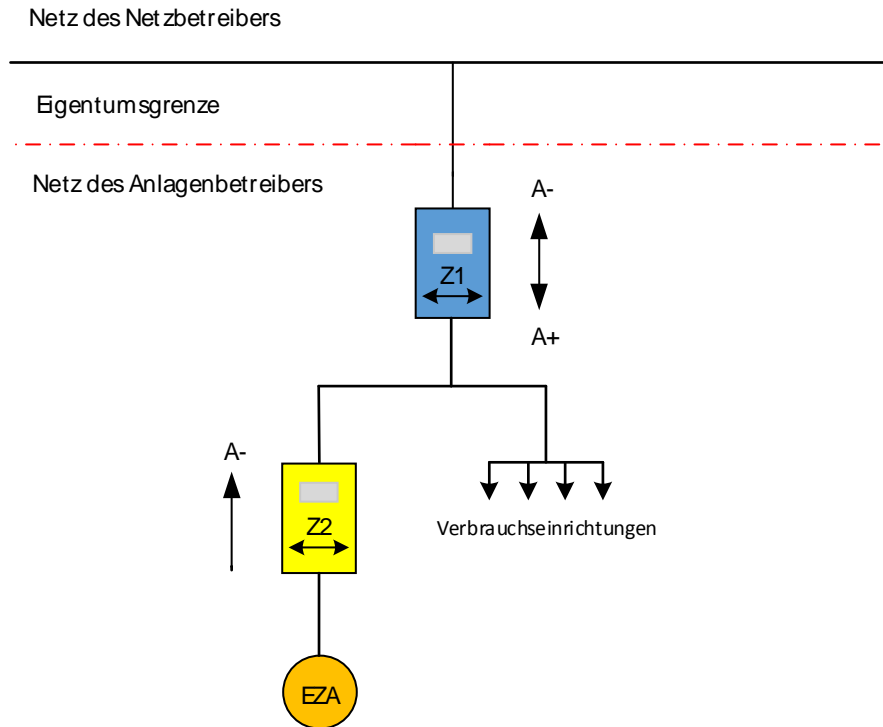 Netz des Netzbetreibers
Eigentumsgrenze
Netz des Anlagenbetreibers
A-
Z1
A+
A-
Z2
Verbrauchseinrichtungen
EZA